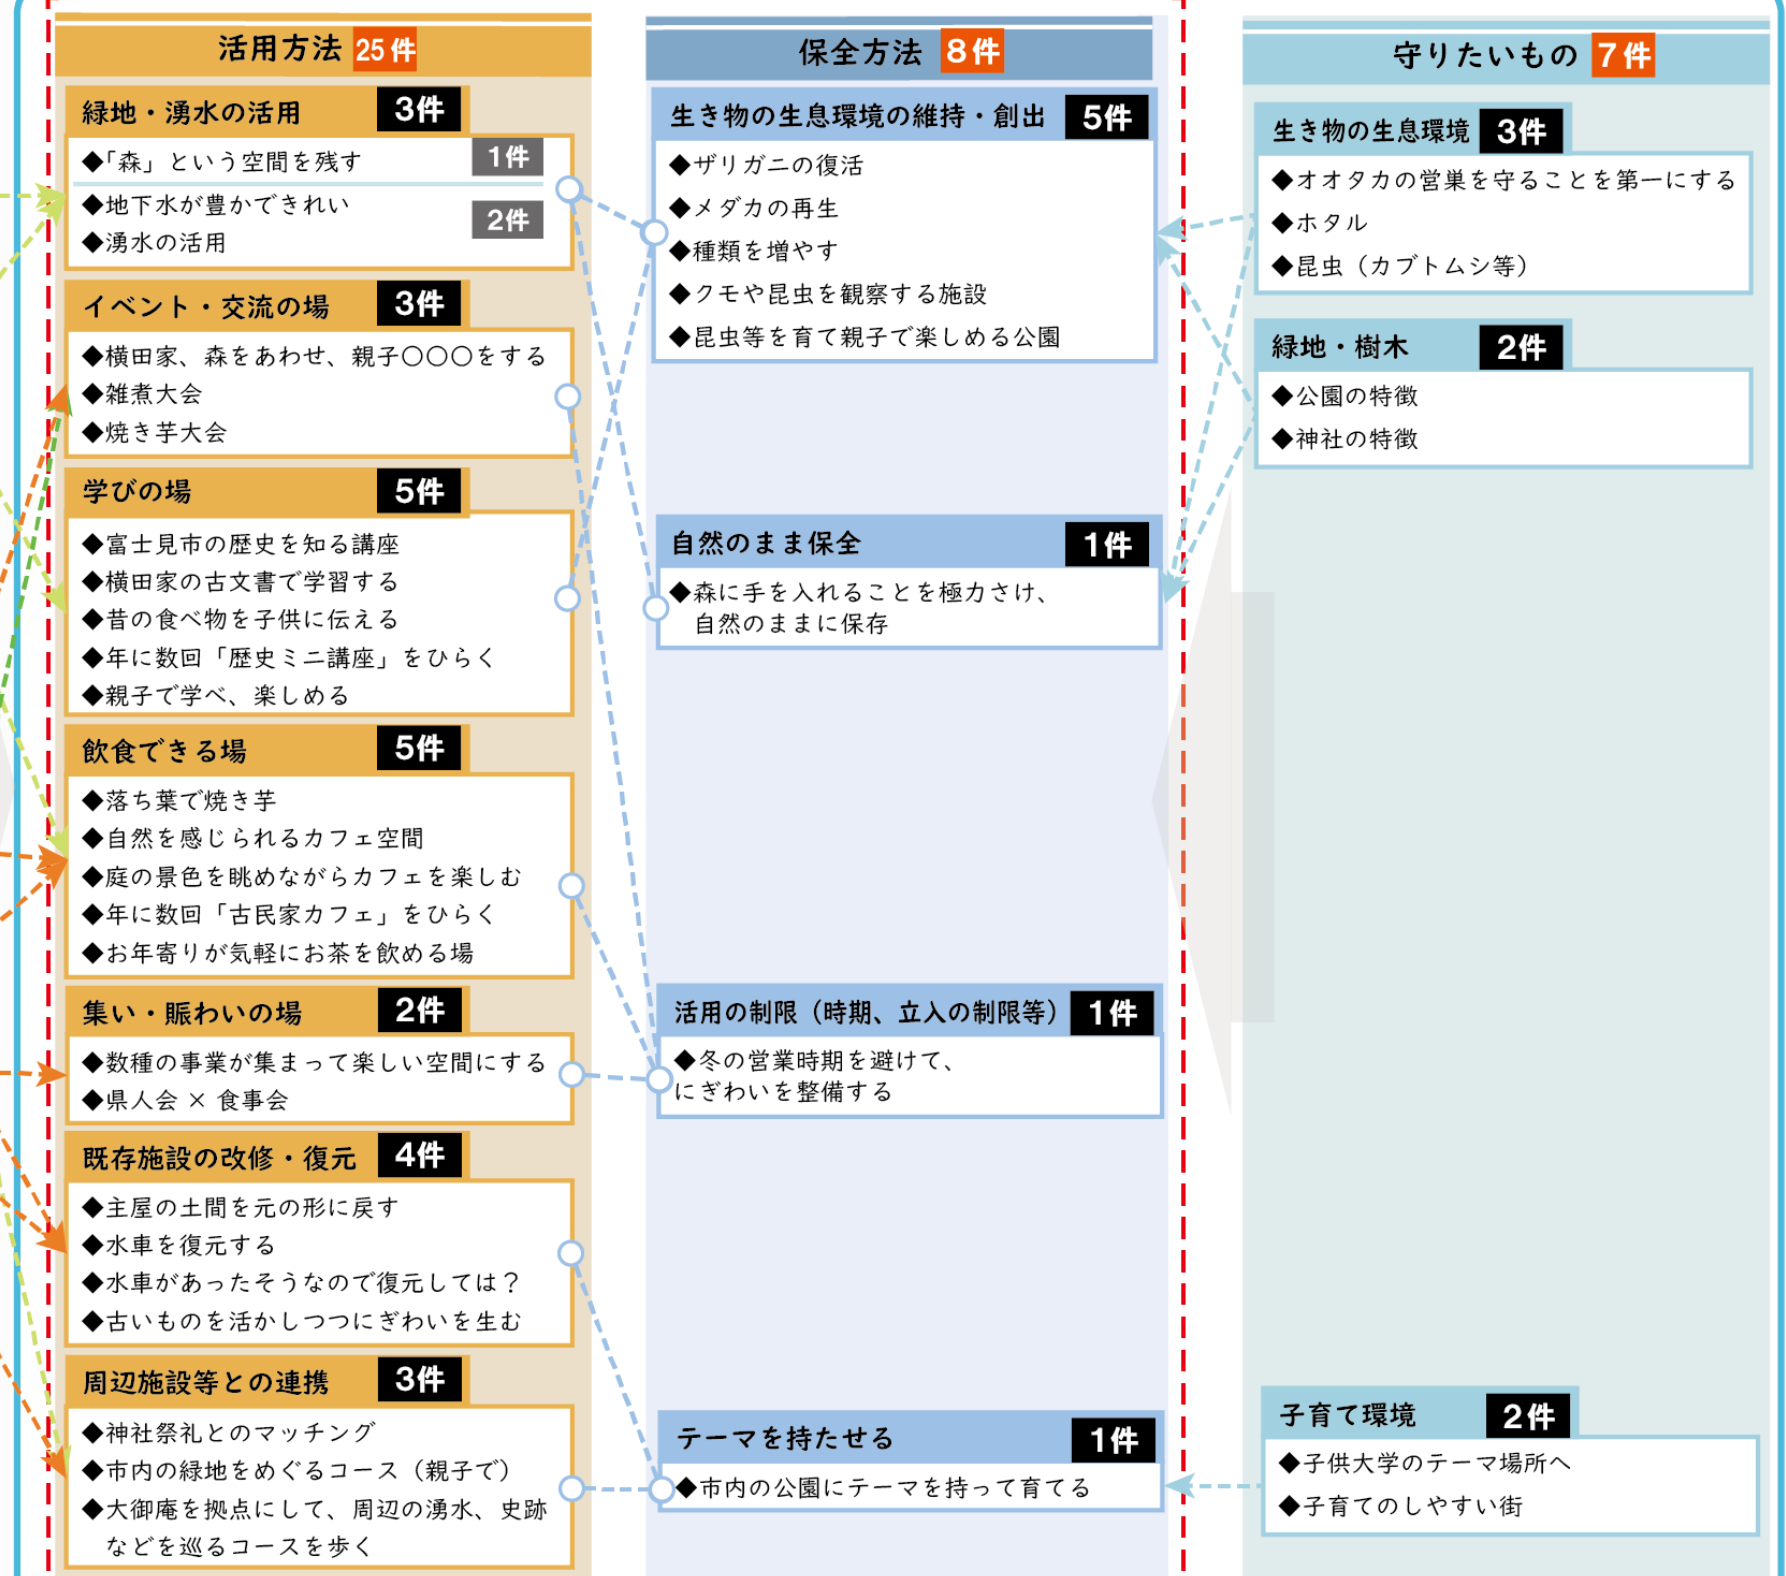 活用方法 25件
緑地・湧水の活用 3件
◆「森」という空間を残す 1件
◆地下水が豊かできれい
◆湧水の活用 2件
イベント・交流の場 3件
◆横田家、森をあわせ、親子〇〇〇をする
◆雑煮大会
◆焼き芋大会
学びの場 5件
◆富士見市の歴史を知る講座
◆横田家の古文書で学習する
◆昔の食べ物を子供に伝える
◆年に数回「歴史ミニ講座」をひらく
◆親子で学べ、楽しめる
飲食できる場 5件
◆落ち葉で焼き芋
◆自然を感じられるカフェ空間
◆庭の景色を眺めながらカフェを楽しむ
◆年に数回「古民家カフェ」をひらく
◆お年寄りが気軽にお茶を飲める場
集い・賑わいの場 2件
◆数種の事業が集まって楽しい空間にする
◆県人会 × 食事会
既存施設の改修・復元 4件
◆主屋の土間を元の形に戻す
◆水車を復元する
◆水車があったそうなので復元しては？
◆古いものを活かしつつにぎわいを生む
周辺施設等との連携 3件
◆神社祭礼とのマッチング
◆市内の緑地をめぐるコース（親子で）
◆大御庵を拠点にして、周辺の湧水、史跡
などを巡るコースを歩く
保全方法 8件
生き物の生息環境の維持・創出 5件
◆ザリガニの復活
◆メダカの再生
◆種類を増やす
◆クモや昆虫を観察する施設
◆昆虫等を育て親子で楽しめる公園
自然のまま保全 1件
◆森に手を入れることを極力さけ、
自然のままに保存
活用の制限（時期、立入の制限等） 1件
◆冬の営業時期を避けて、
にぎわいを整備する
テーマを持たせる 1件
◆市内の公園にテーマを持って育てる
守りたいもの 7件
生き物の生息環境 3件
◆オオタカの営巣を守ることを第一にする
◆ホタル
◆昆虫（カブトムシ等）
緑地・樹木 2件
◆公園の特徴
◆神社の特徴
子育て環境 2件
◆子供大学のテーマ場所へ
◆子育てのしやすい街